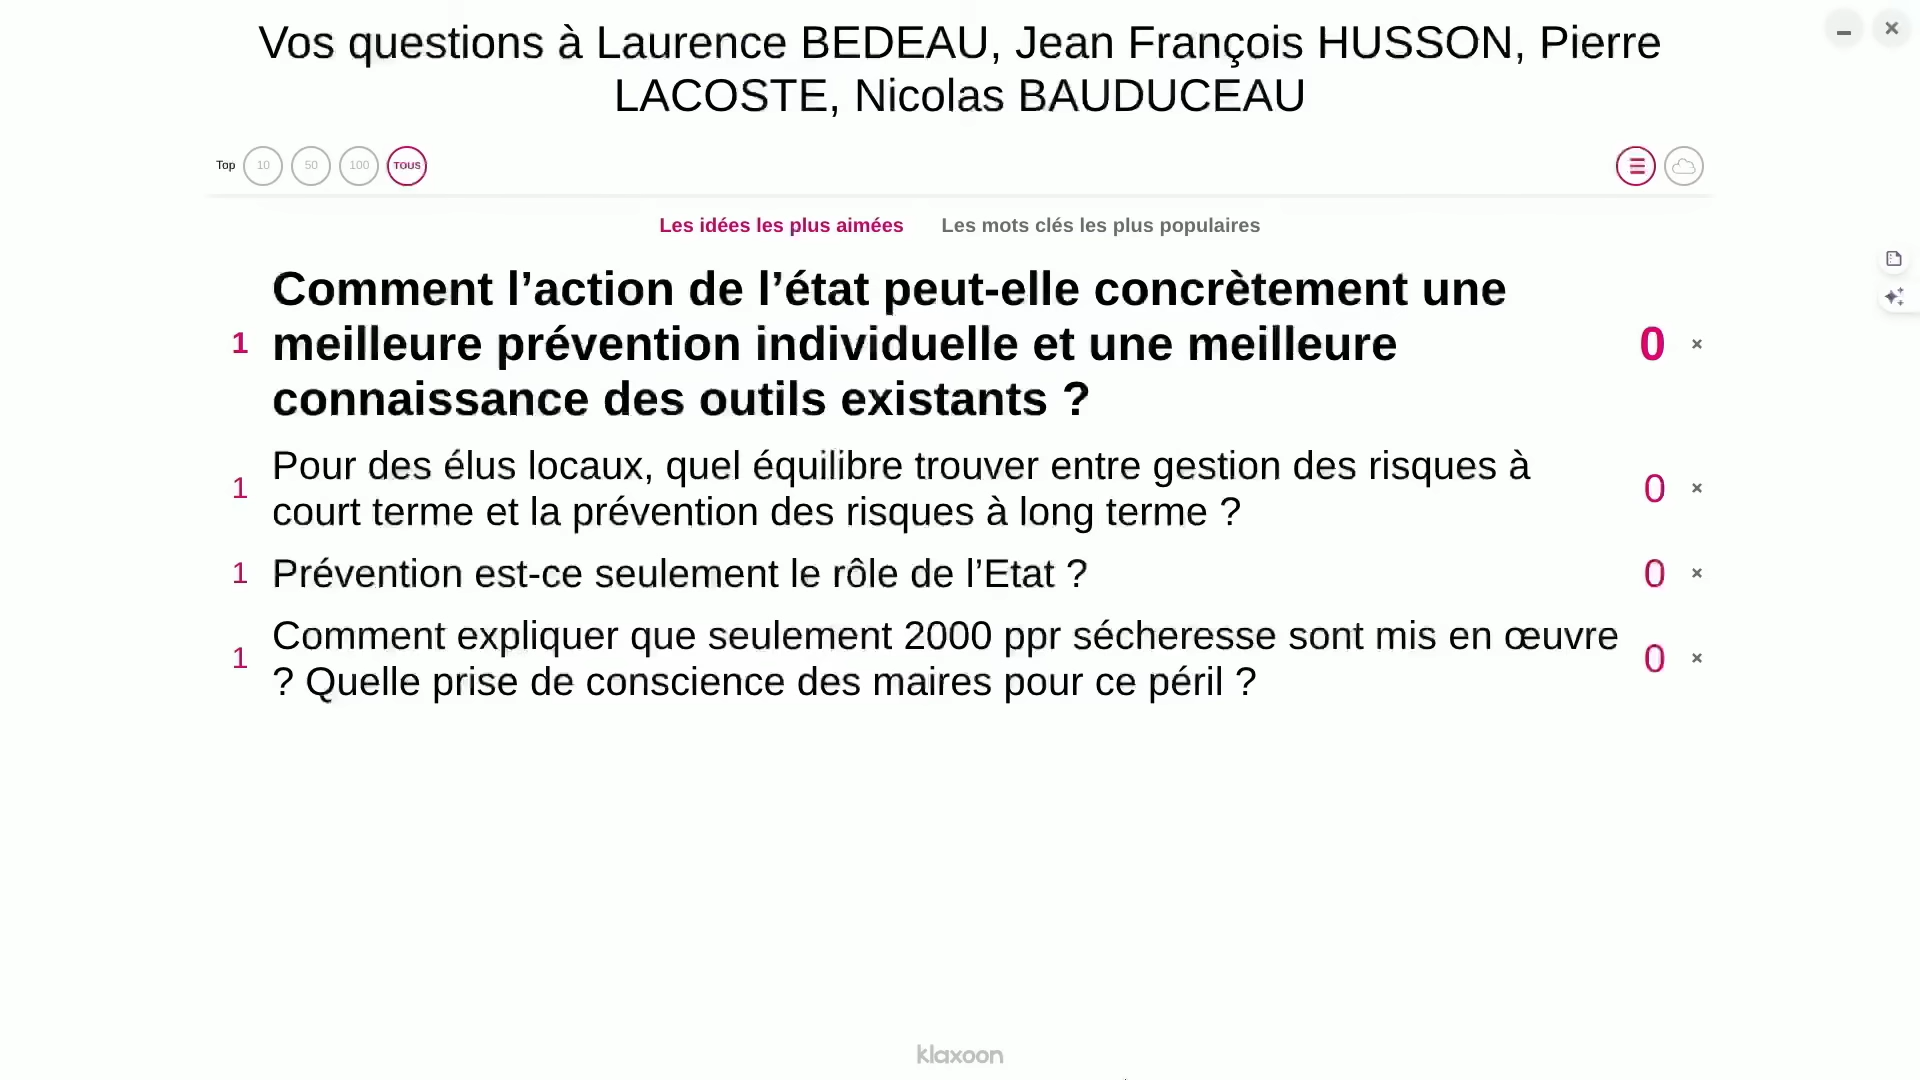 Vos questions à Laurence BEDEAU, Jean François HUSSON, Pierre
LACOSTE, Nicolas BAUDUCEAU
Top 10 50 100 TOUS
Les idées les plus aimées Les mots clés les plus populaires
Comment l’action de l’état peut-elle concrètement une
1 meilleure prévention individuelle et une meilleure 0 ×
connaissance des outils existants ?
Pour des élus locaux, quel équilibre trouver entre gestion des risques à
1 court terme et la prévention des risques à long terme ? 0 ×
1 Prévention est-ce seulement le rôle de l’Etat ? 0 ×
Comment expliquer que seulement 2000 ppr sécheresse sont mis en œuvre
1 ? Quelle prise de conscience des maires pour ce péril ? 0 ×
klaxoon